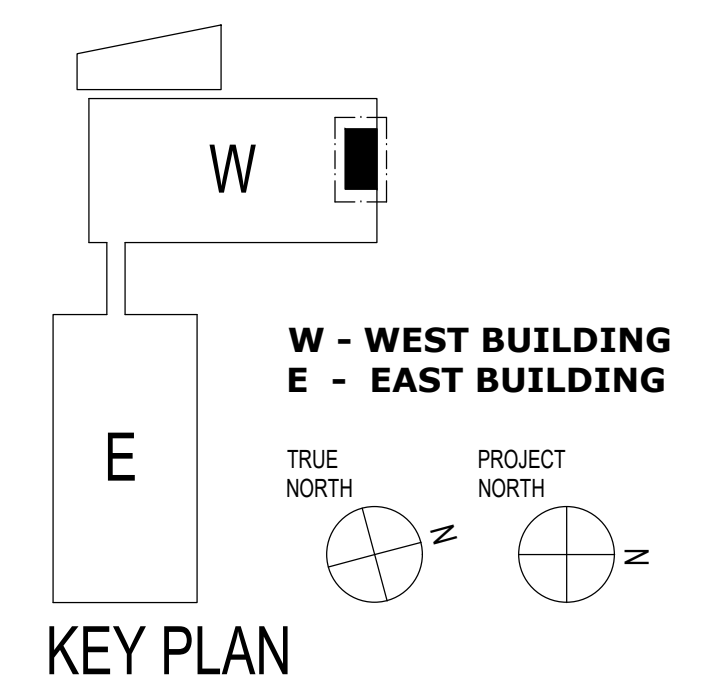 W
W - WEST BUILDING
E - EAST BUILDING
E
TRUE
NORTH
N
PROJECT
NORTH
N
KEY PLAN